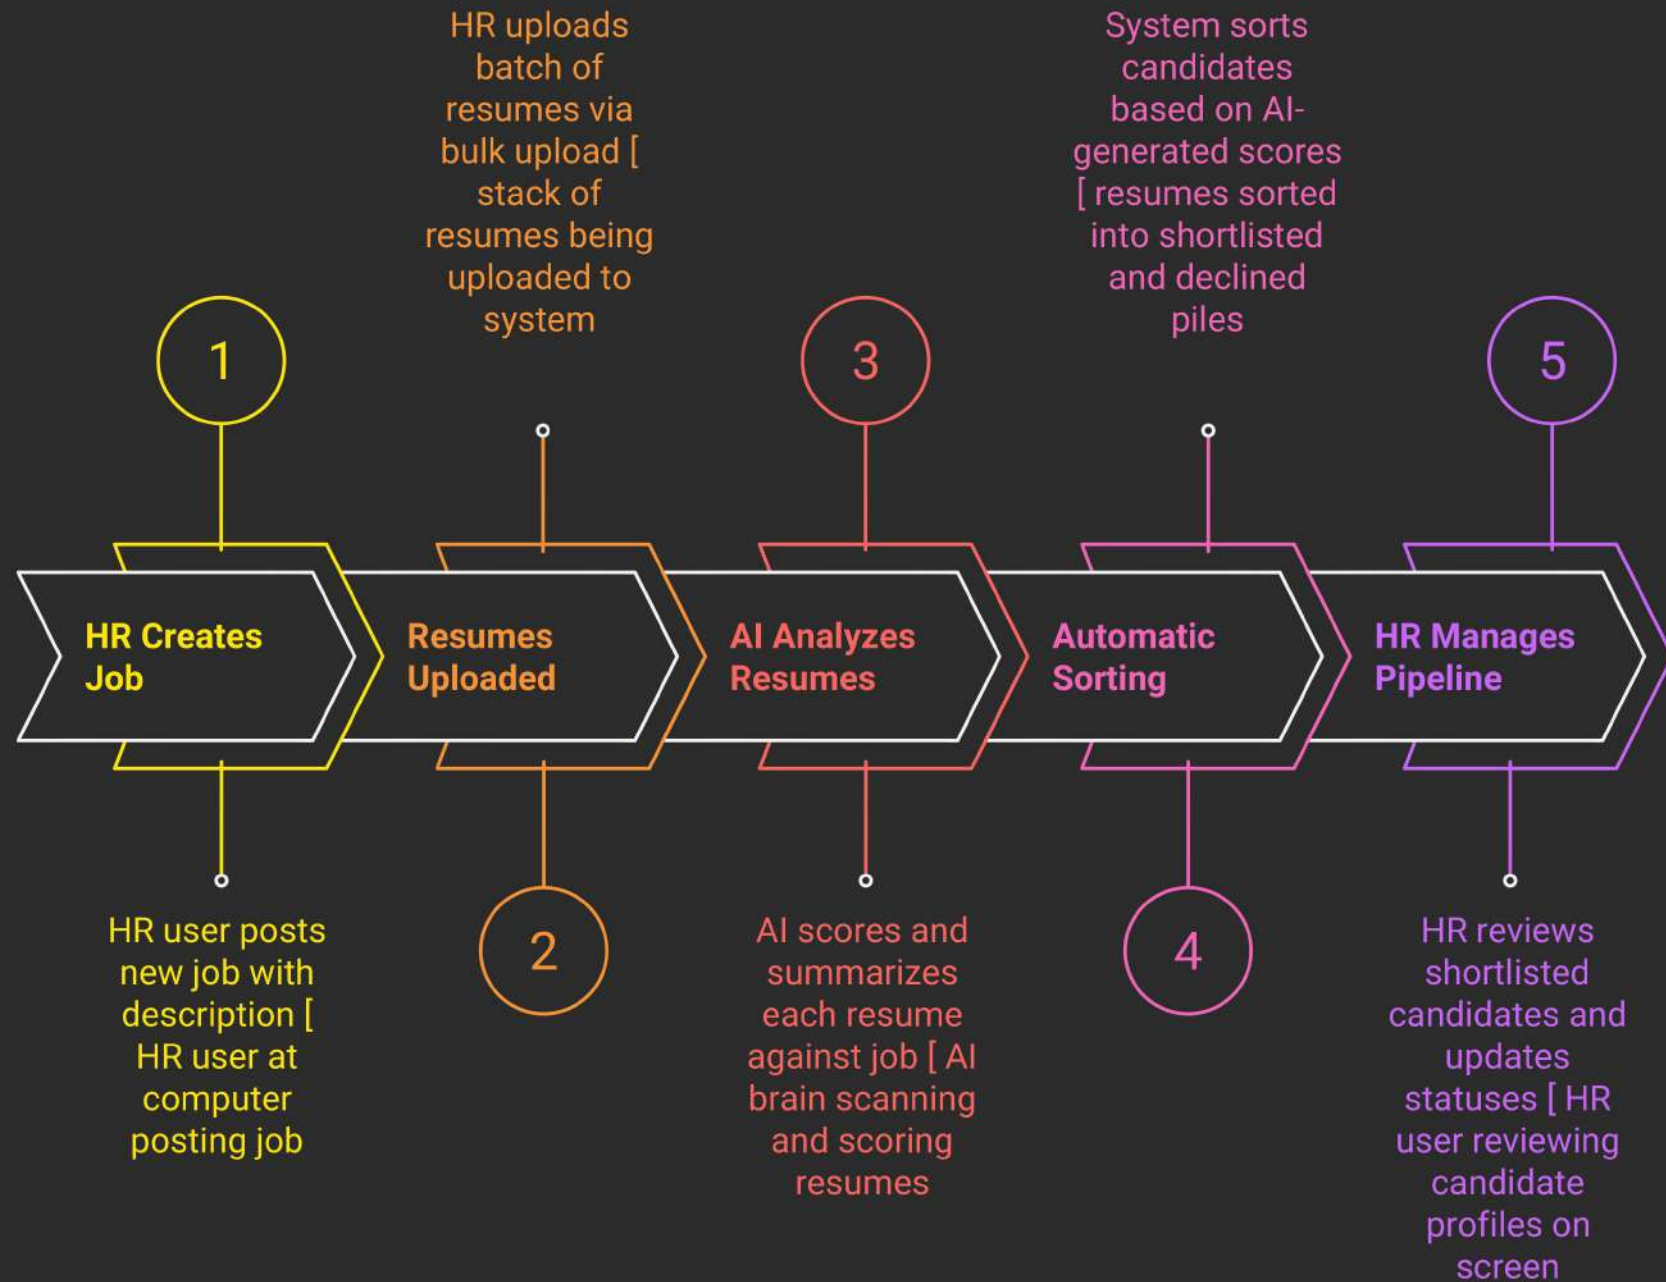 1
HR Creates
Job
HR user posts
new job with
description [
HR user at
computer
posting job
HR uploads
batch of
resumes via
bulk upload [
stack of
resumes being
uploaded to
system
Resumes
Uploaded
2
3
AI Analyzes
Resumes
AI scores and
summarizes
each resume
against job [ AI
brain scanning
and scoring
resumes
System sorts
candidates
based on AI-
generated scores
[ resumes sorted
into shortlisted
and declined
piles
Automatic
Sorting
4
5
HR Manages
Pipeline
HR reviews
shortlisted
candidates and
updates
statuses [ HR
user reviewing
candidate
profiles on
screen